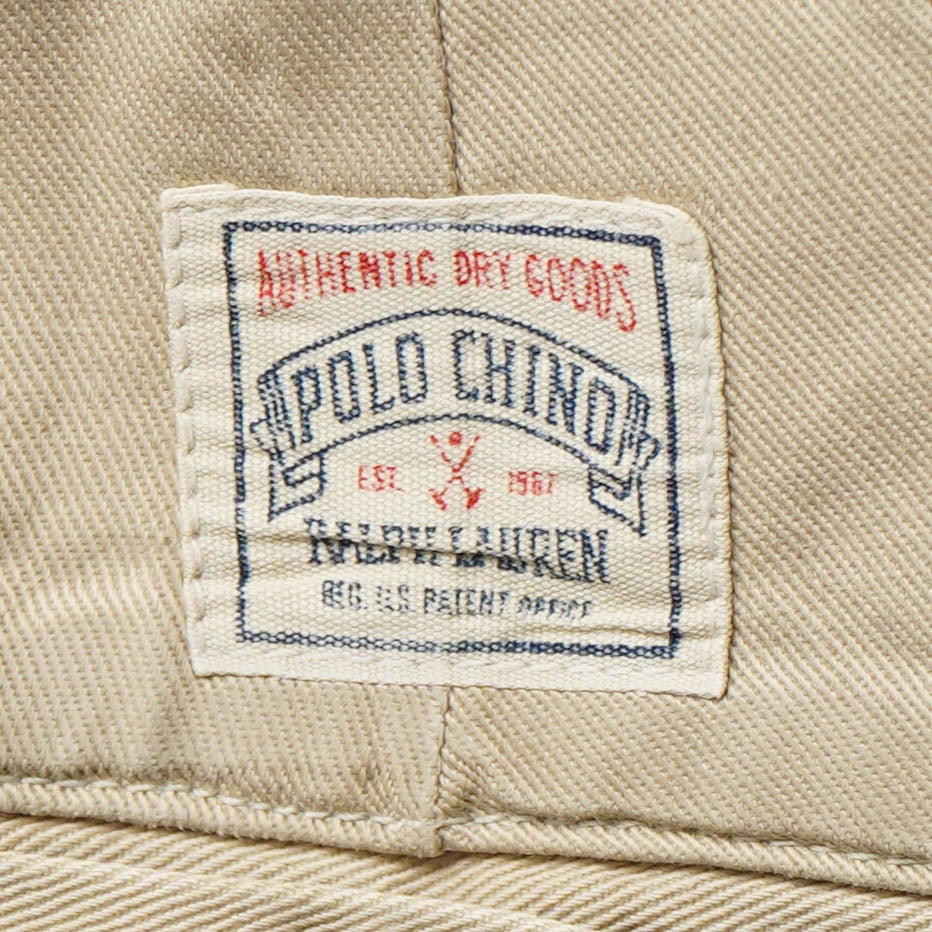 AUTHENTIC DRY GOODS
POLO CHINO
EST. 1967
RALPH LAUREN
REG. U.S. PATENT OFFICE